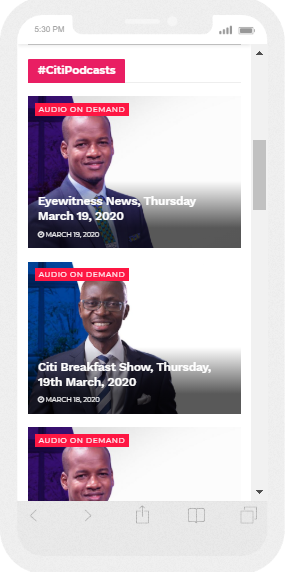 5:30 PM
#CitiPodcasts
AUDIO ON DEMAND
Eyewitness News, Thursday
March 19, 2020
MARCH 19, 2020
AUDIO ON DEMAND
Citi Breakfast Show, Thursday,
19th March, 2020
MARCH 18, 2020
AUDIO ON DEMAND